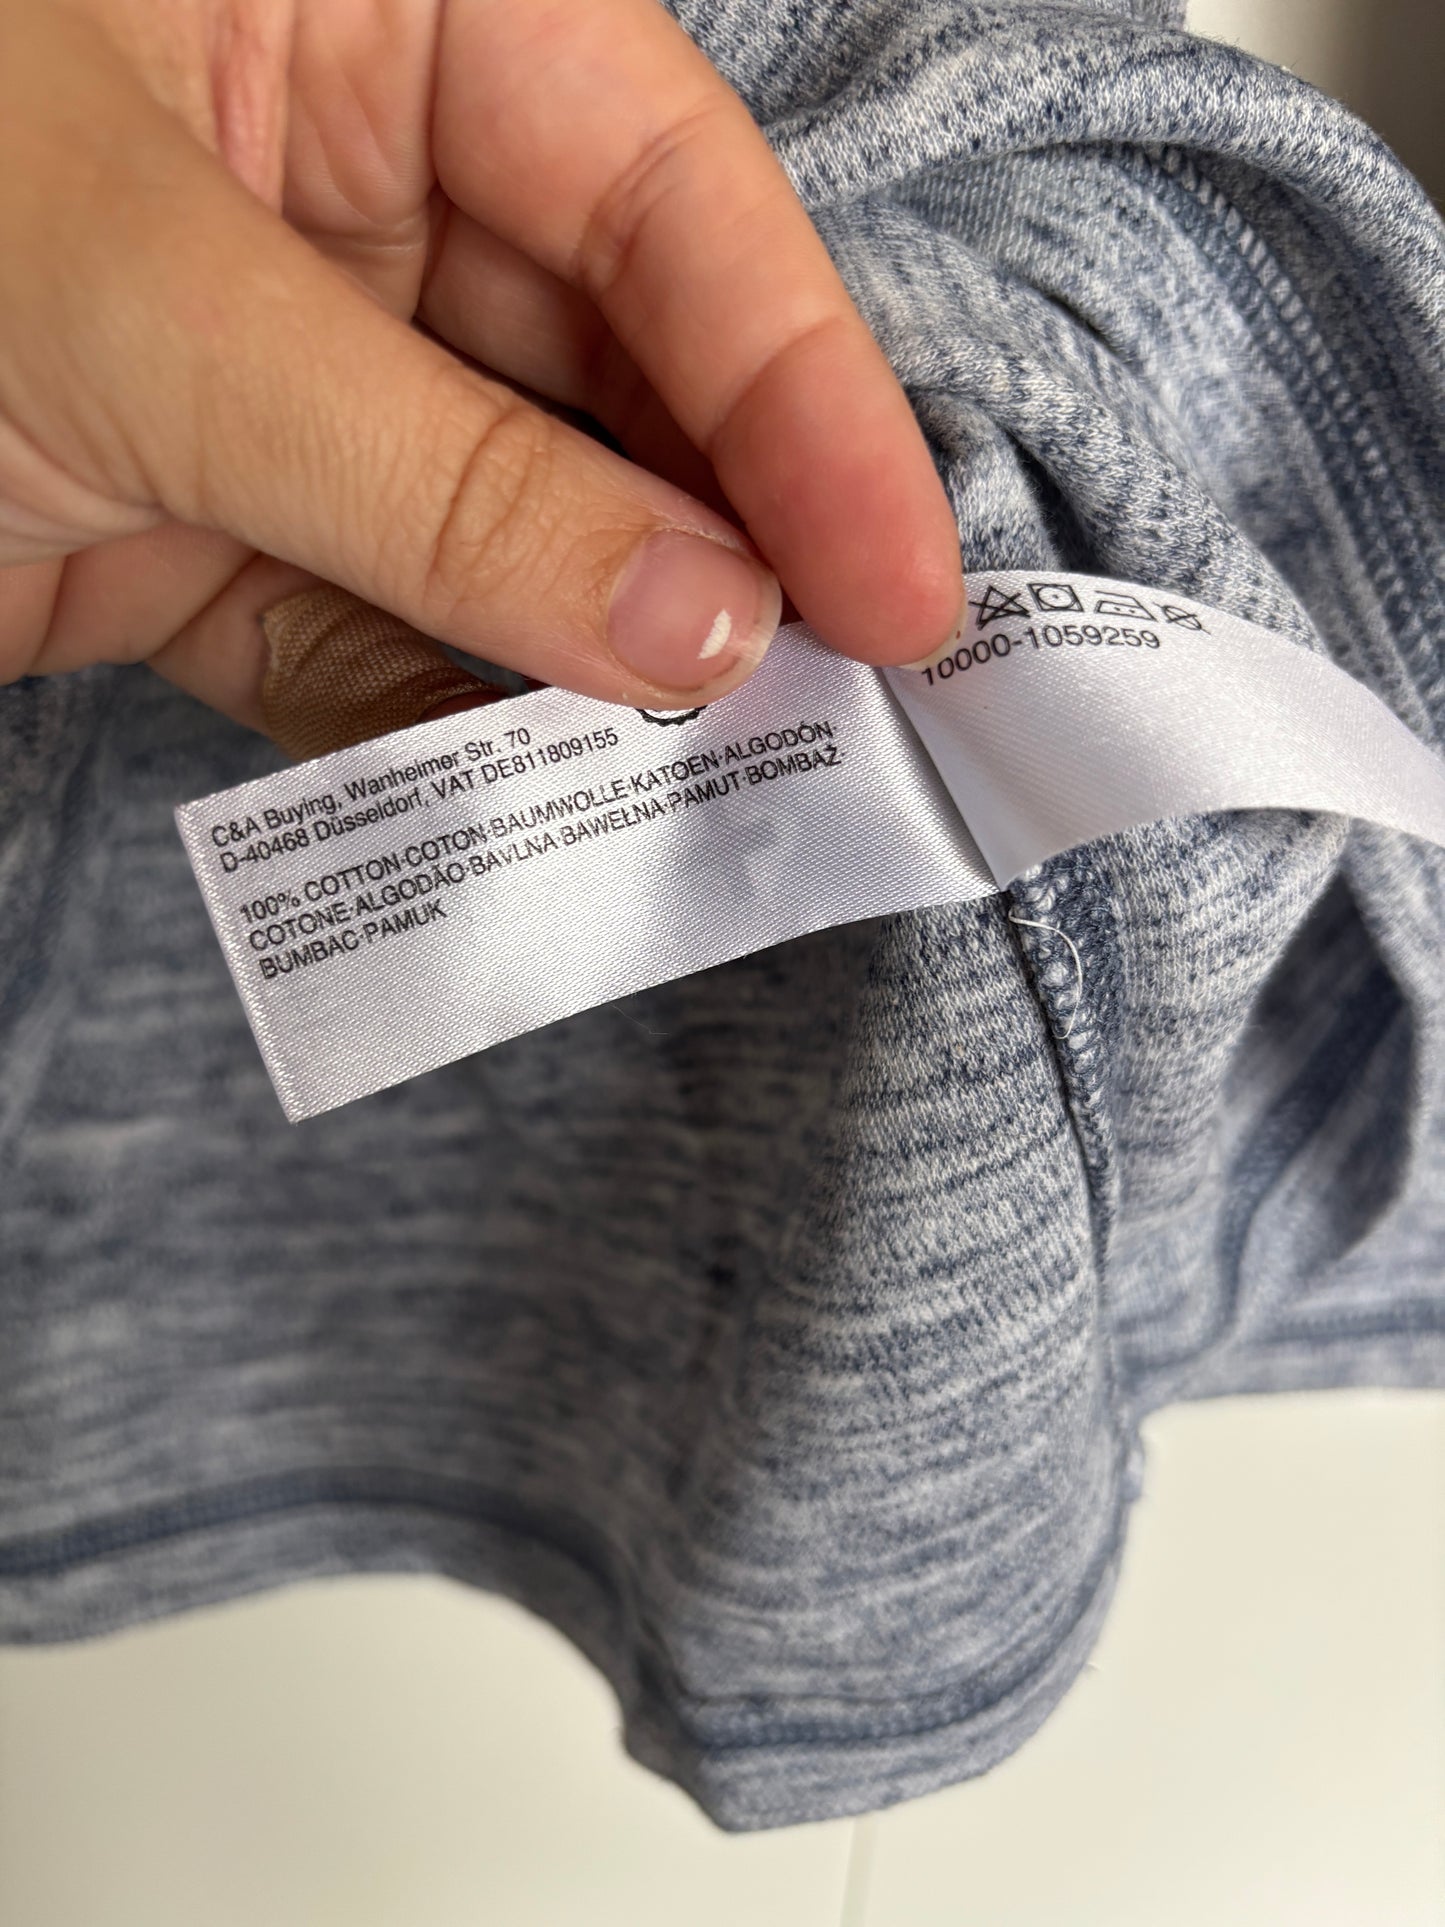 C&A Buying, Wanheimer Str. 70
D-40468 Düsseldorf, VAT DE811809155
100% COTTON·COTON·BAUMWOLLE·KATOEN·ALGODÓN·
COTONE·ALGODÃO·BAVLNA·BAWEŁNA·PAMUT·BOMBAŽ·
BUMBAC·PAMUK
10000-1059259